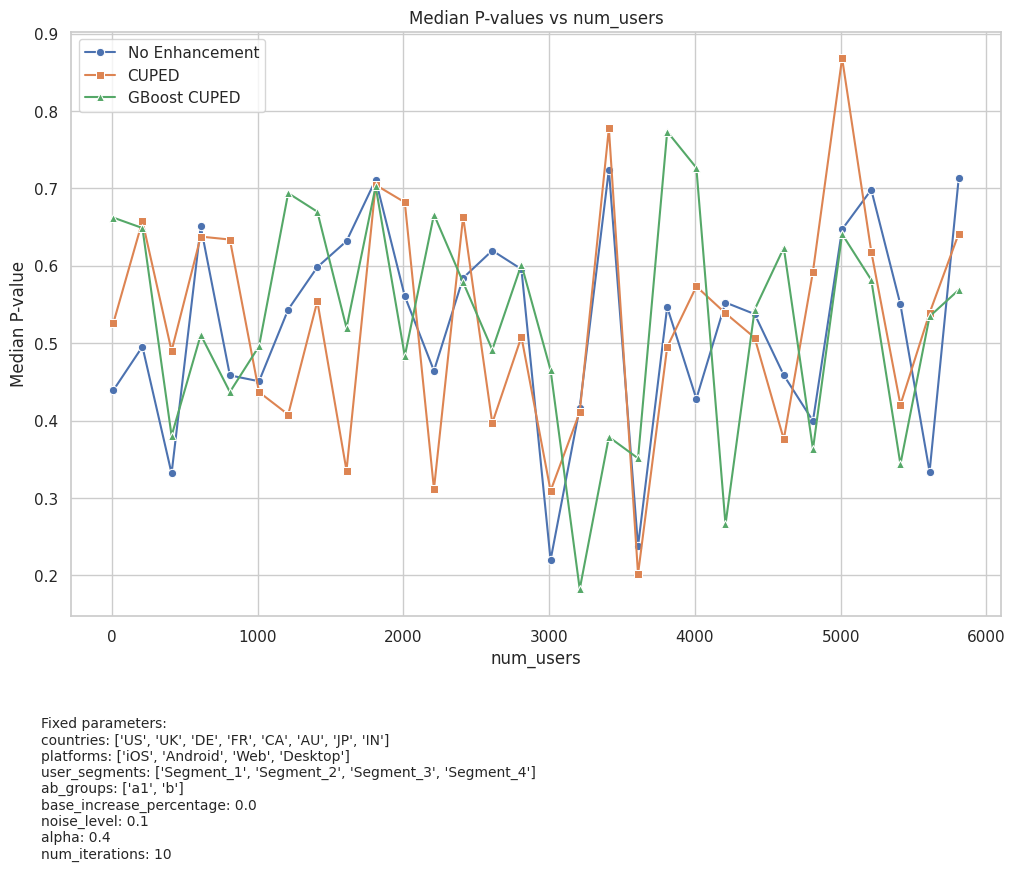 Median P-values vs num_users
No Enhancement
CUPED
GBoost CUPED
Median P-value
0.9
0.8
0.7
0.6
0.5
0.4
0.3
0.2
0
1000
2000
3000
4000
5000
6000
num_users
Fixed parameters:
countries: ['US', 'UK', 'DE', 'FR', 'CA', 'AU', 'JP', 'IN']
platforms: ['iOS', 'Android', 'Web', 'Desktop']
user_segments: ['Segment_1', 'Segment_2', 'Segment_3', 'Segment_4']
ab_groups: ['a1', 'b']
base_increase_percentage: 0.0
noise_level: 0.1
alpha: 0.4
num_iterations: 10